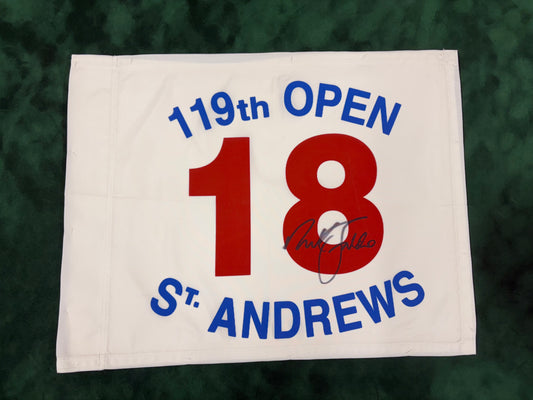 119th OPEN
18
ST. ANDREWS